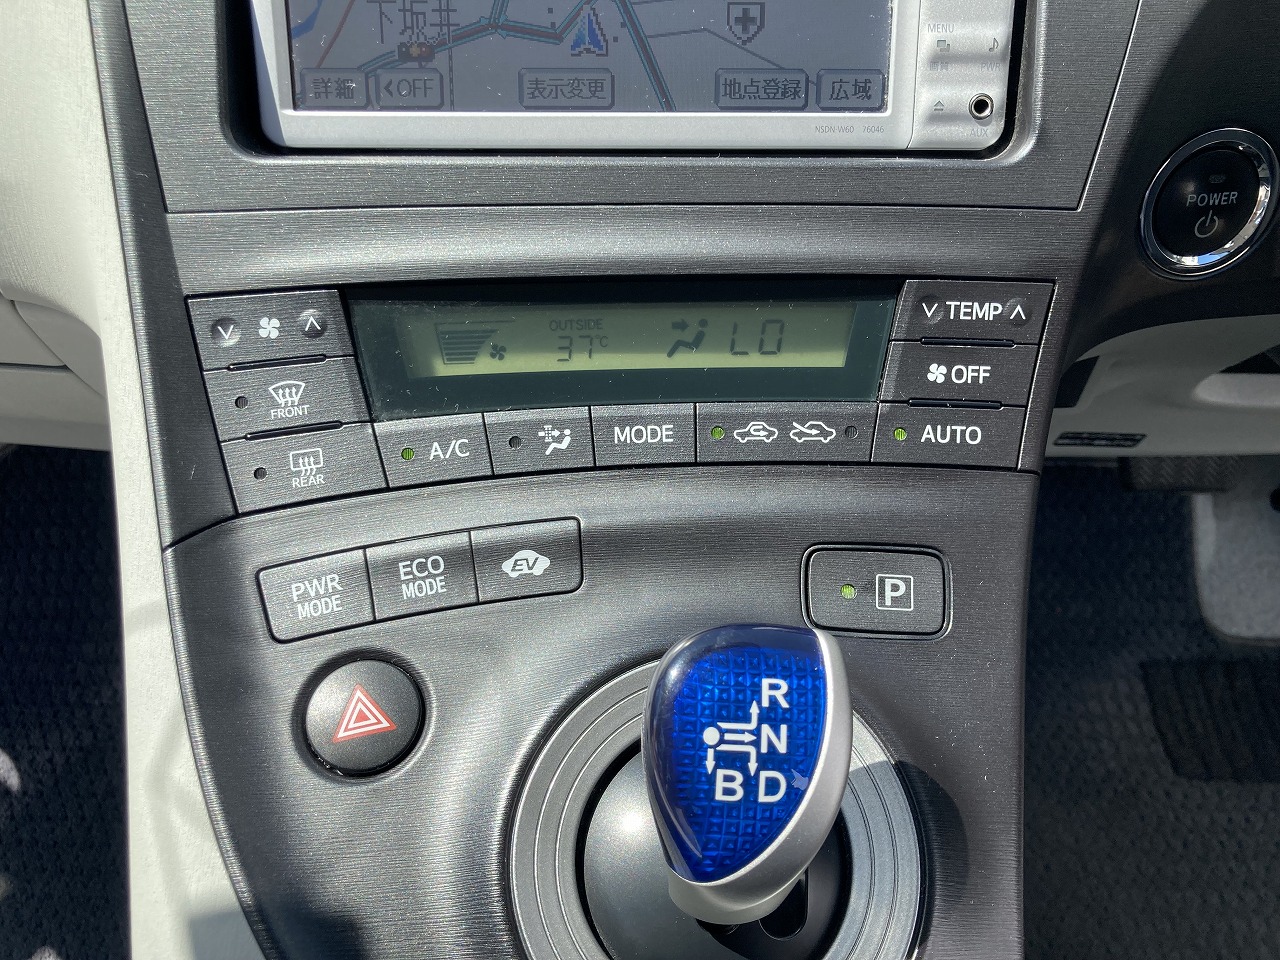 下坂井
詳細
<OFF
表示変更
地点登録
広域
MENU
AUX
NSDN-W60 76046
POWER
OUTSIDE
37°C
LO
TEMP
OFF
FRONT
REAR
A/C
MODE
AUTO
PWR
MODE
ECO
MODE
EV
P
R
N
B D